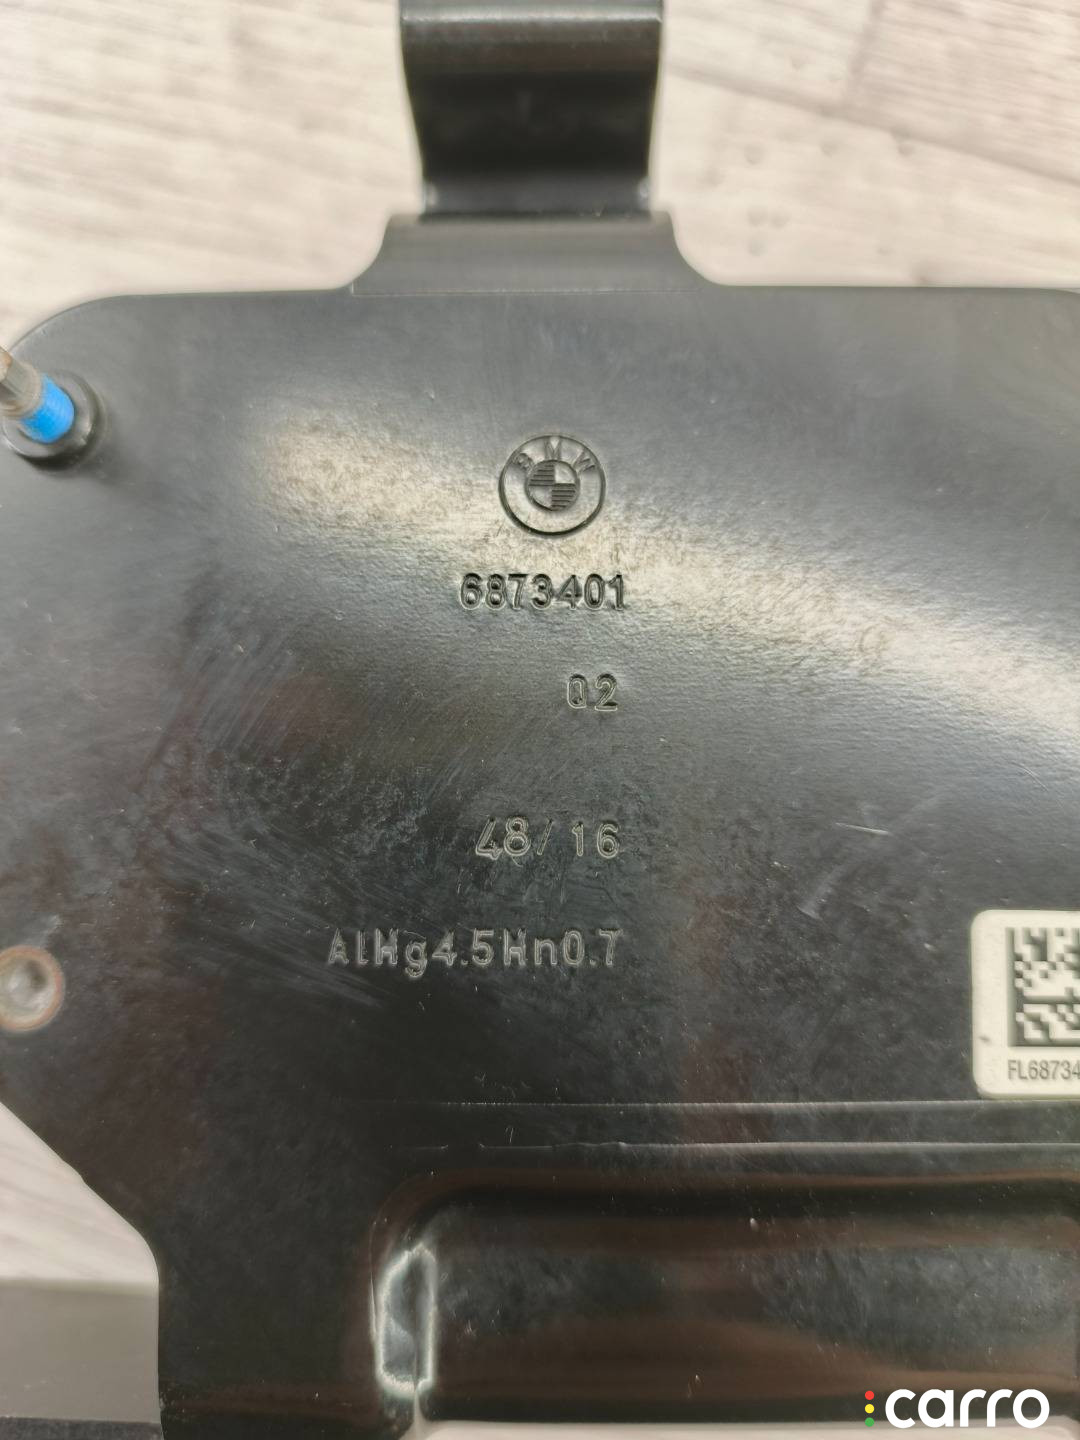 BMW
6873401
02
48/16
AlMg4.5Mn0.7
FL68734
carro